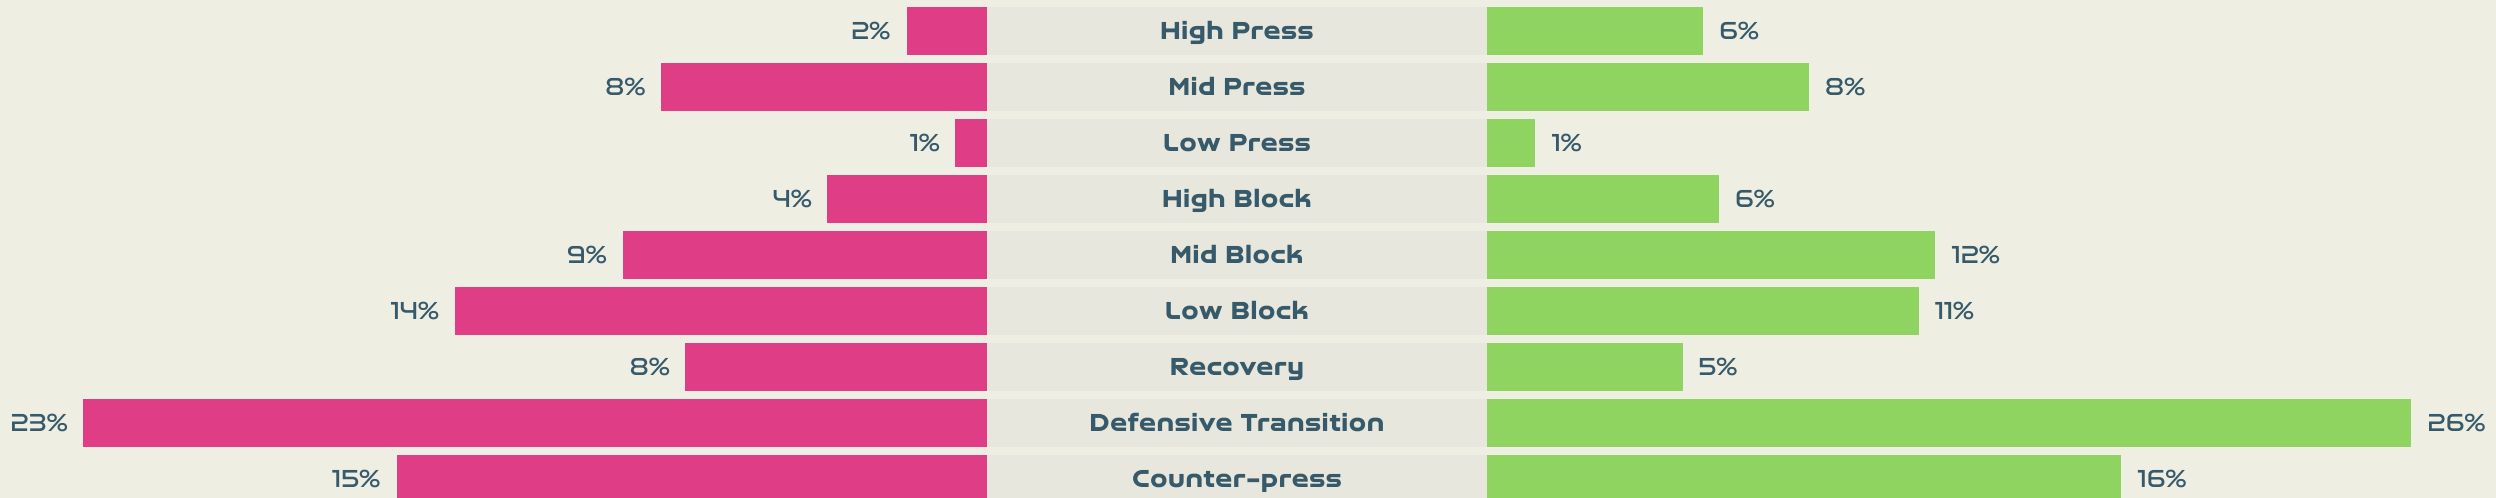 2% High Press 6%
8% Mid Press 8%
1% Low Press 1%
4% High Block 6%
9% Mid Block 12%
14% Low Block 11%
8% Recovery 5%
23% Defensive Transition 26%
15% Counter-press 16%